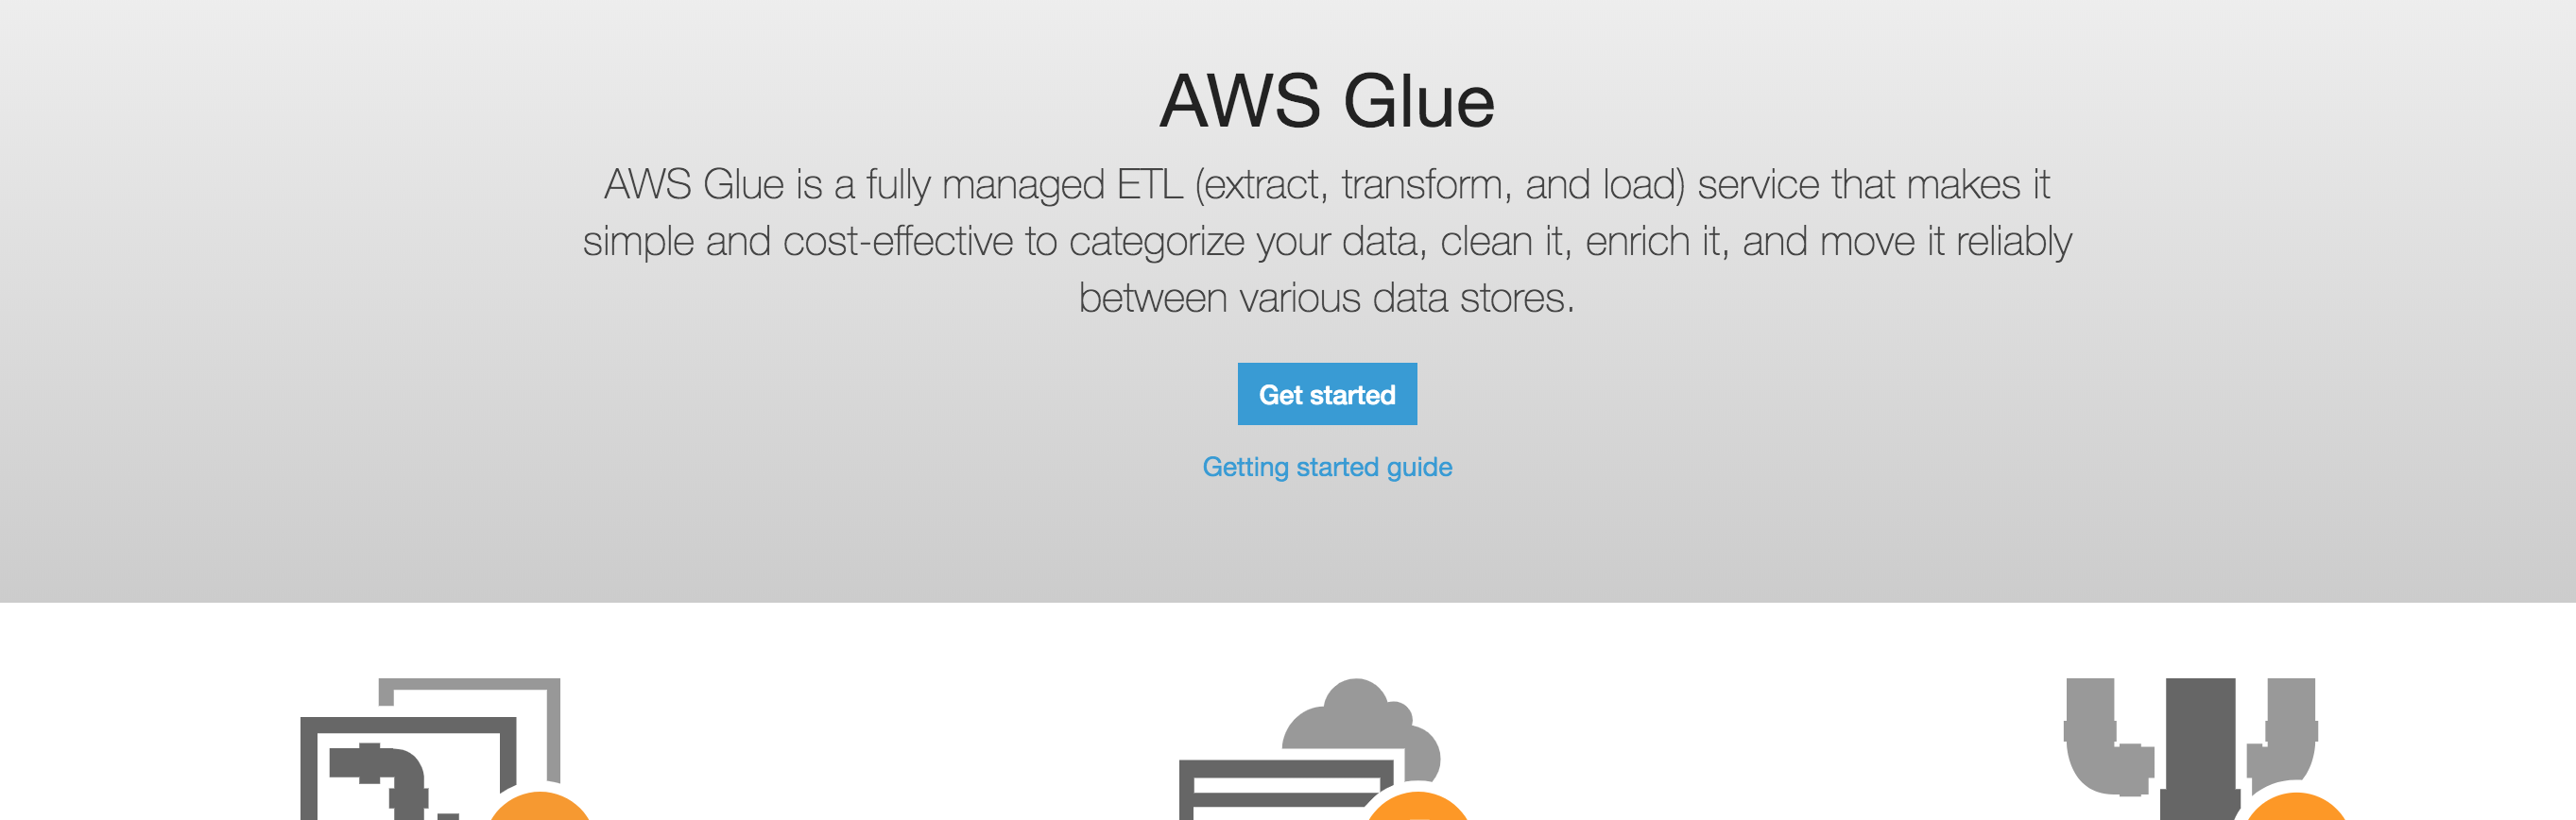 AWS Glue
AWS Glue is a fully managed ETL (extract, transform, and load) service that makes it
simple and cost-effective to categorize your data, clean it, enrich it, and move it reliably
between various data stores.
Get started
Getting started guide